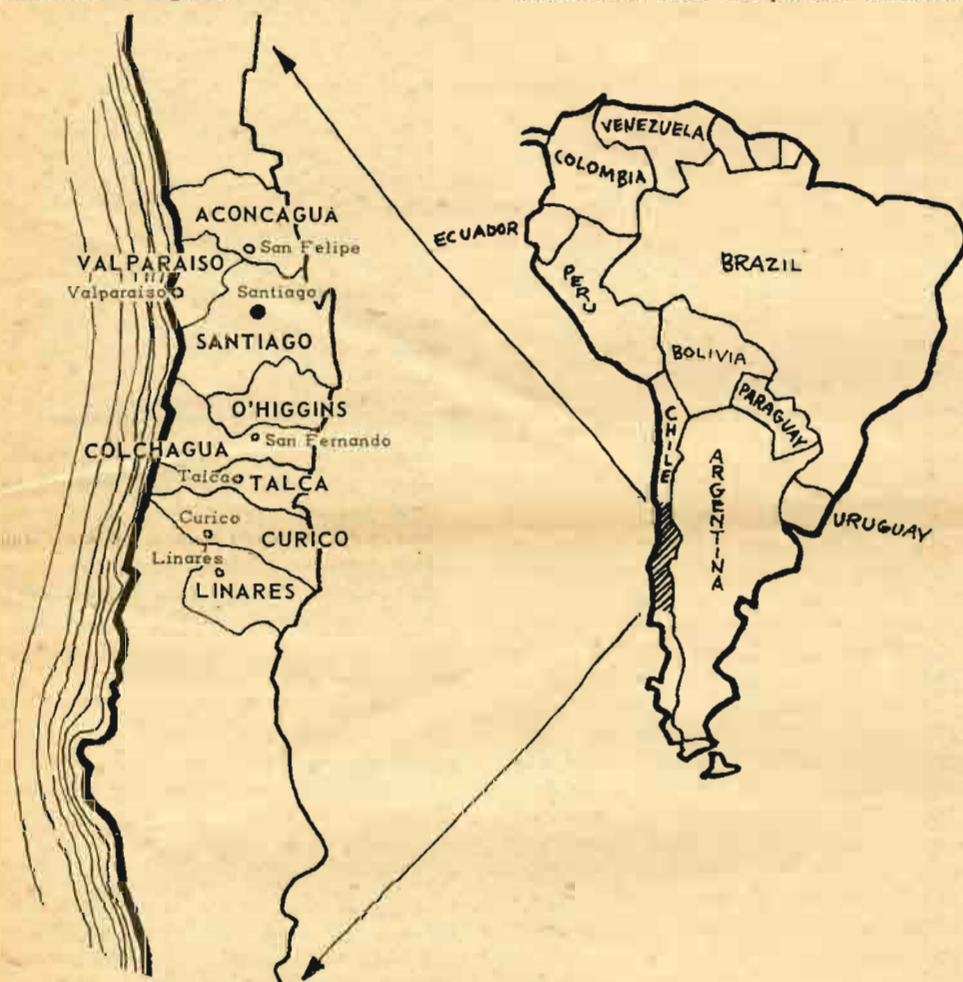 ACONCAGUA
San Felipe
VALPARAISO
Valparaiso
Santiago
SANTIAGO
O'HIGGINS
San Fernando
COLCHAGUA
Talca
TALCA
Curico
CURICO
Linares
LINARES
VENEZUELA
COLOMBIA
ECUADOR
PERU
BRAZIL
BOLIVIA
PARAGUAY
CHILE
ARGENTINA
URUGUAY